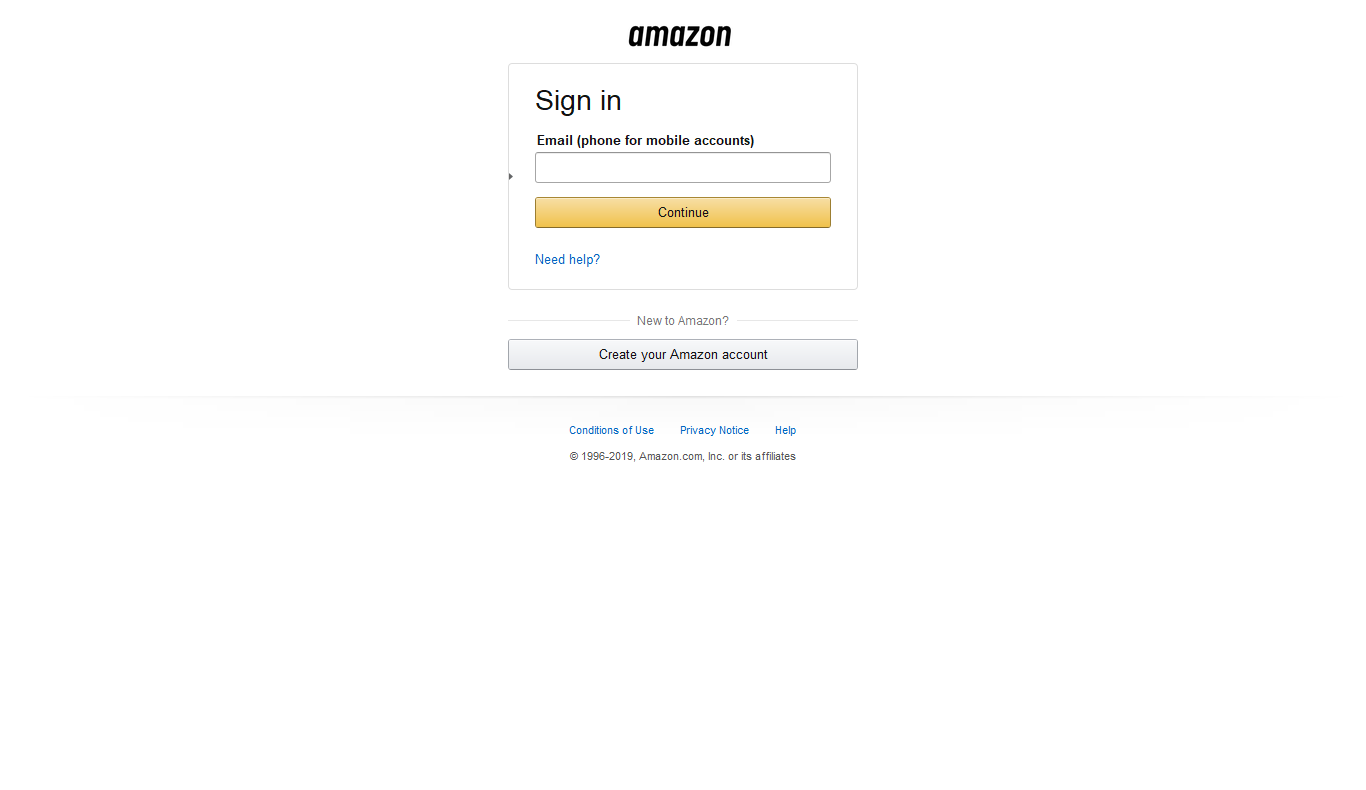 amazon
Sign in
Email (phone for mobile accounts)
Continue
Need help?
New to Amazon?
Create your Amazon account
Conditions of Use Privacy Notice Help
© 1996-2019, Amazon.com, Inc. or its affiliates